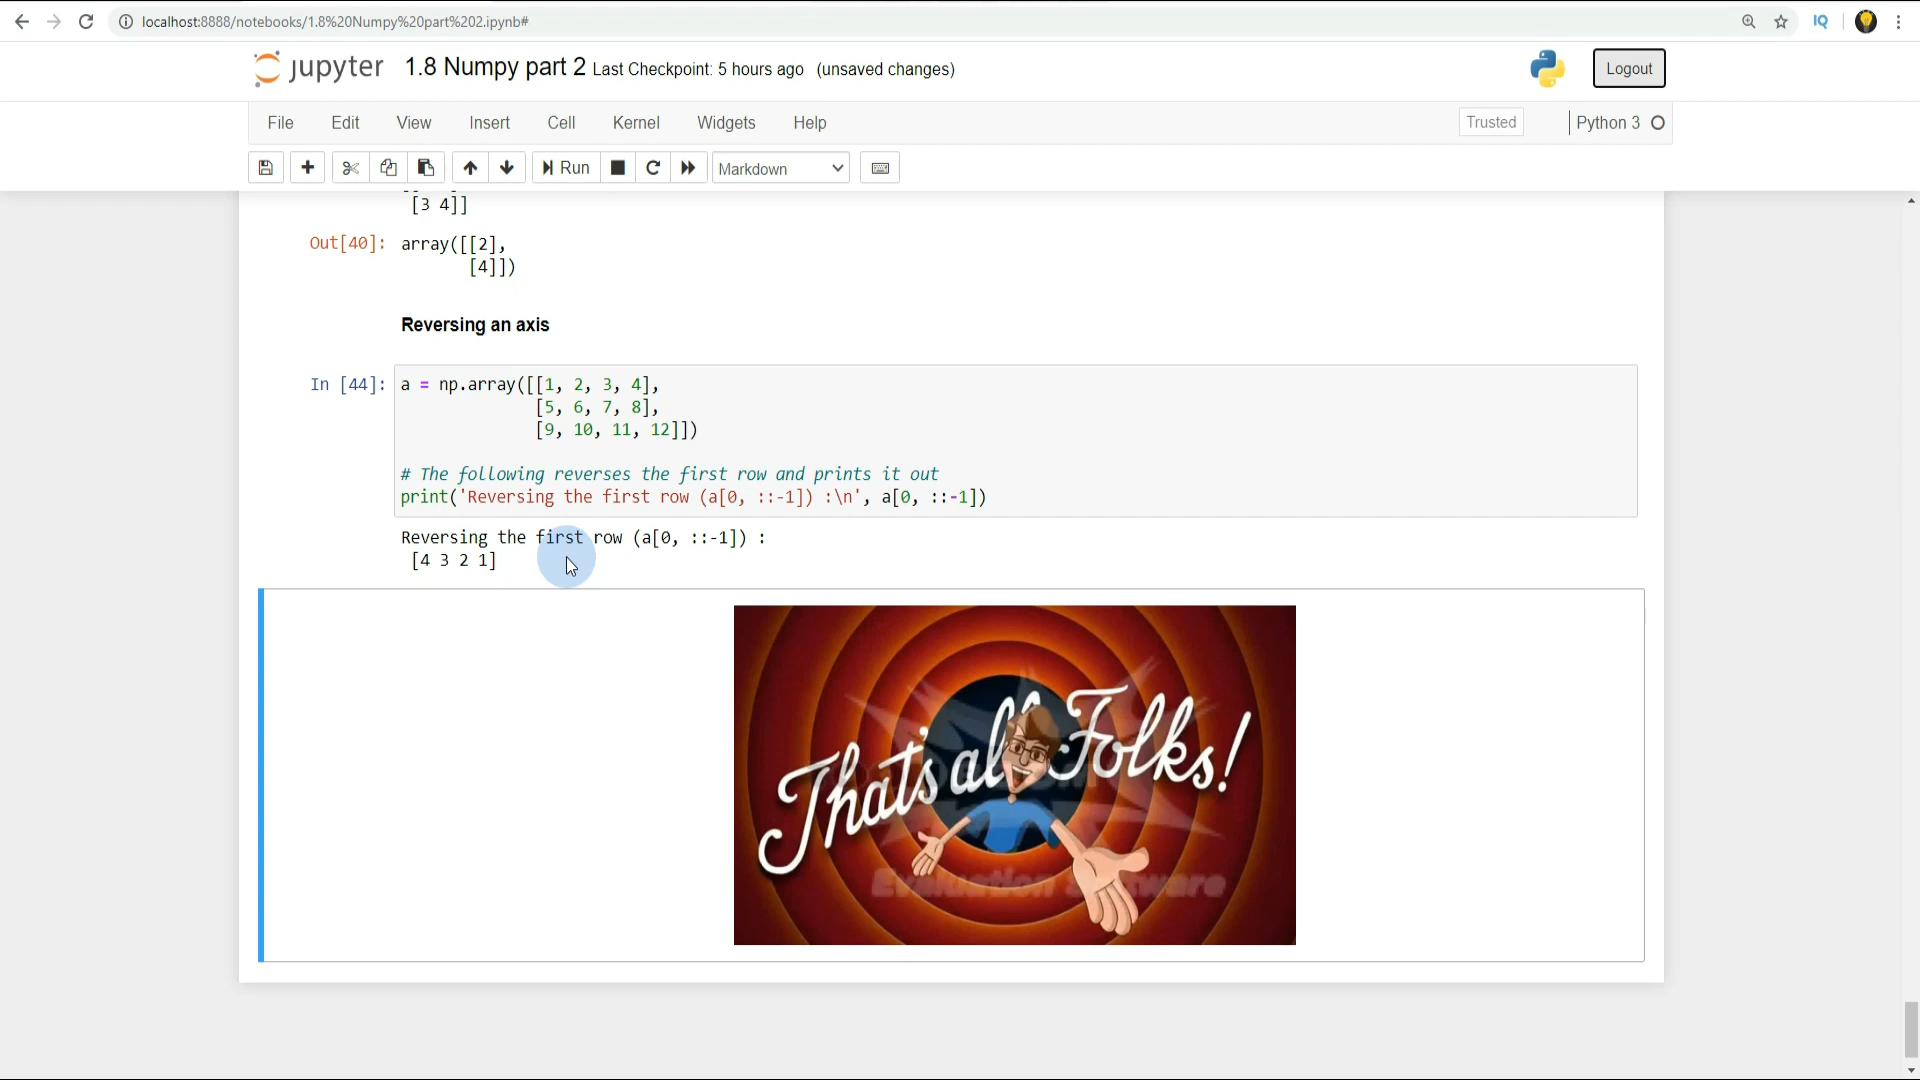 localhost:8888/notebooks/1.8%20Numpy%20part%202.ipynb#
IQ
jupyter 1.8 Numpy part 2 Last Checkpoint: 5 hours ago (unsaved changes)
Logout
File Edit View Insert Cell Kernel Widgets Help
Trusted
Python 3
Run
Markdown
[3 4]]
Out[40]: array([[2],
[4]])
Reversing an axis
In [44]: a = np.array([[1, 2, 3, 4],
[5, 6, 7, 8],
[9, 10, 11, 12]])
# The following reverses the first row and prints it out
print('Reversing the first row (a[0, ::-1]) :\n', a[0, ::-1])
Reversing the first row (a[0, ::-1]) :
[4 3 2 1]
That's all Folks!
Evaluation Software